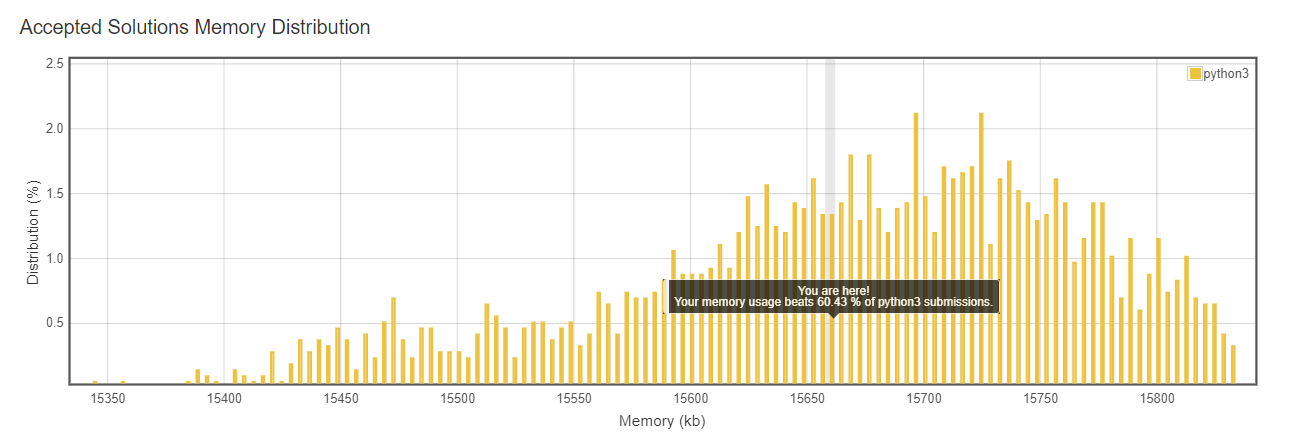 Accepted Solutions Memory Distribution
2.5
python3
2.0
1.5
1.0
0.5
Distribution (%)
You are here!
Your memory usage beats 60.43 % of python3 submissions.
15350 15400 15450 15500 15550 15600 15650 15700 15750 15800
Memory (kb)